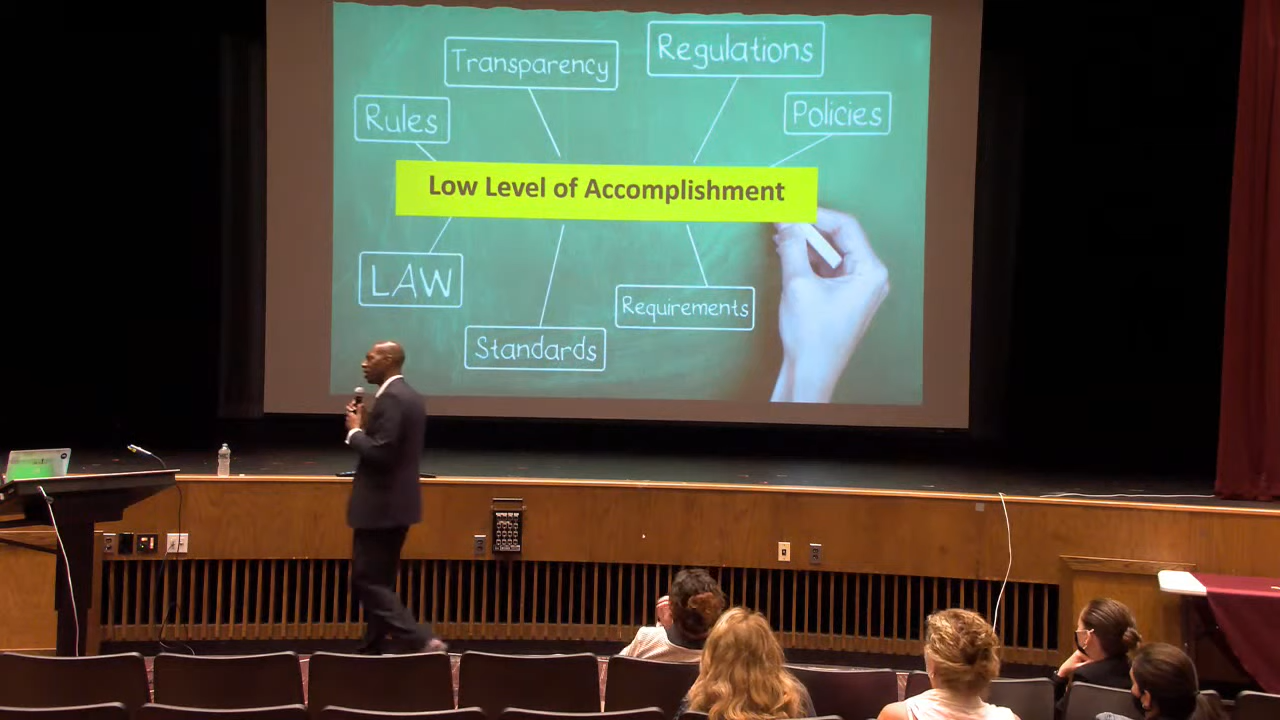 Transparency
Regulations
Rules
Policies
Low Level of Accomplishment
LAW
Requirements
Standards